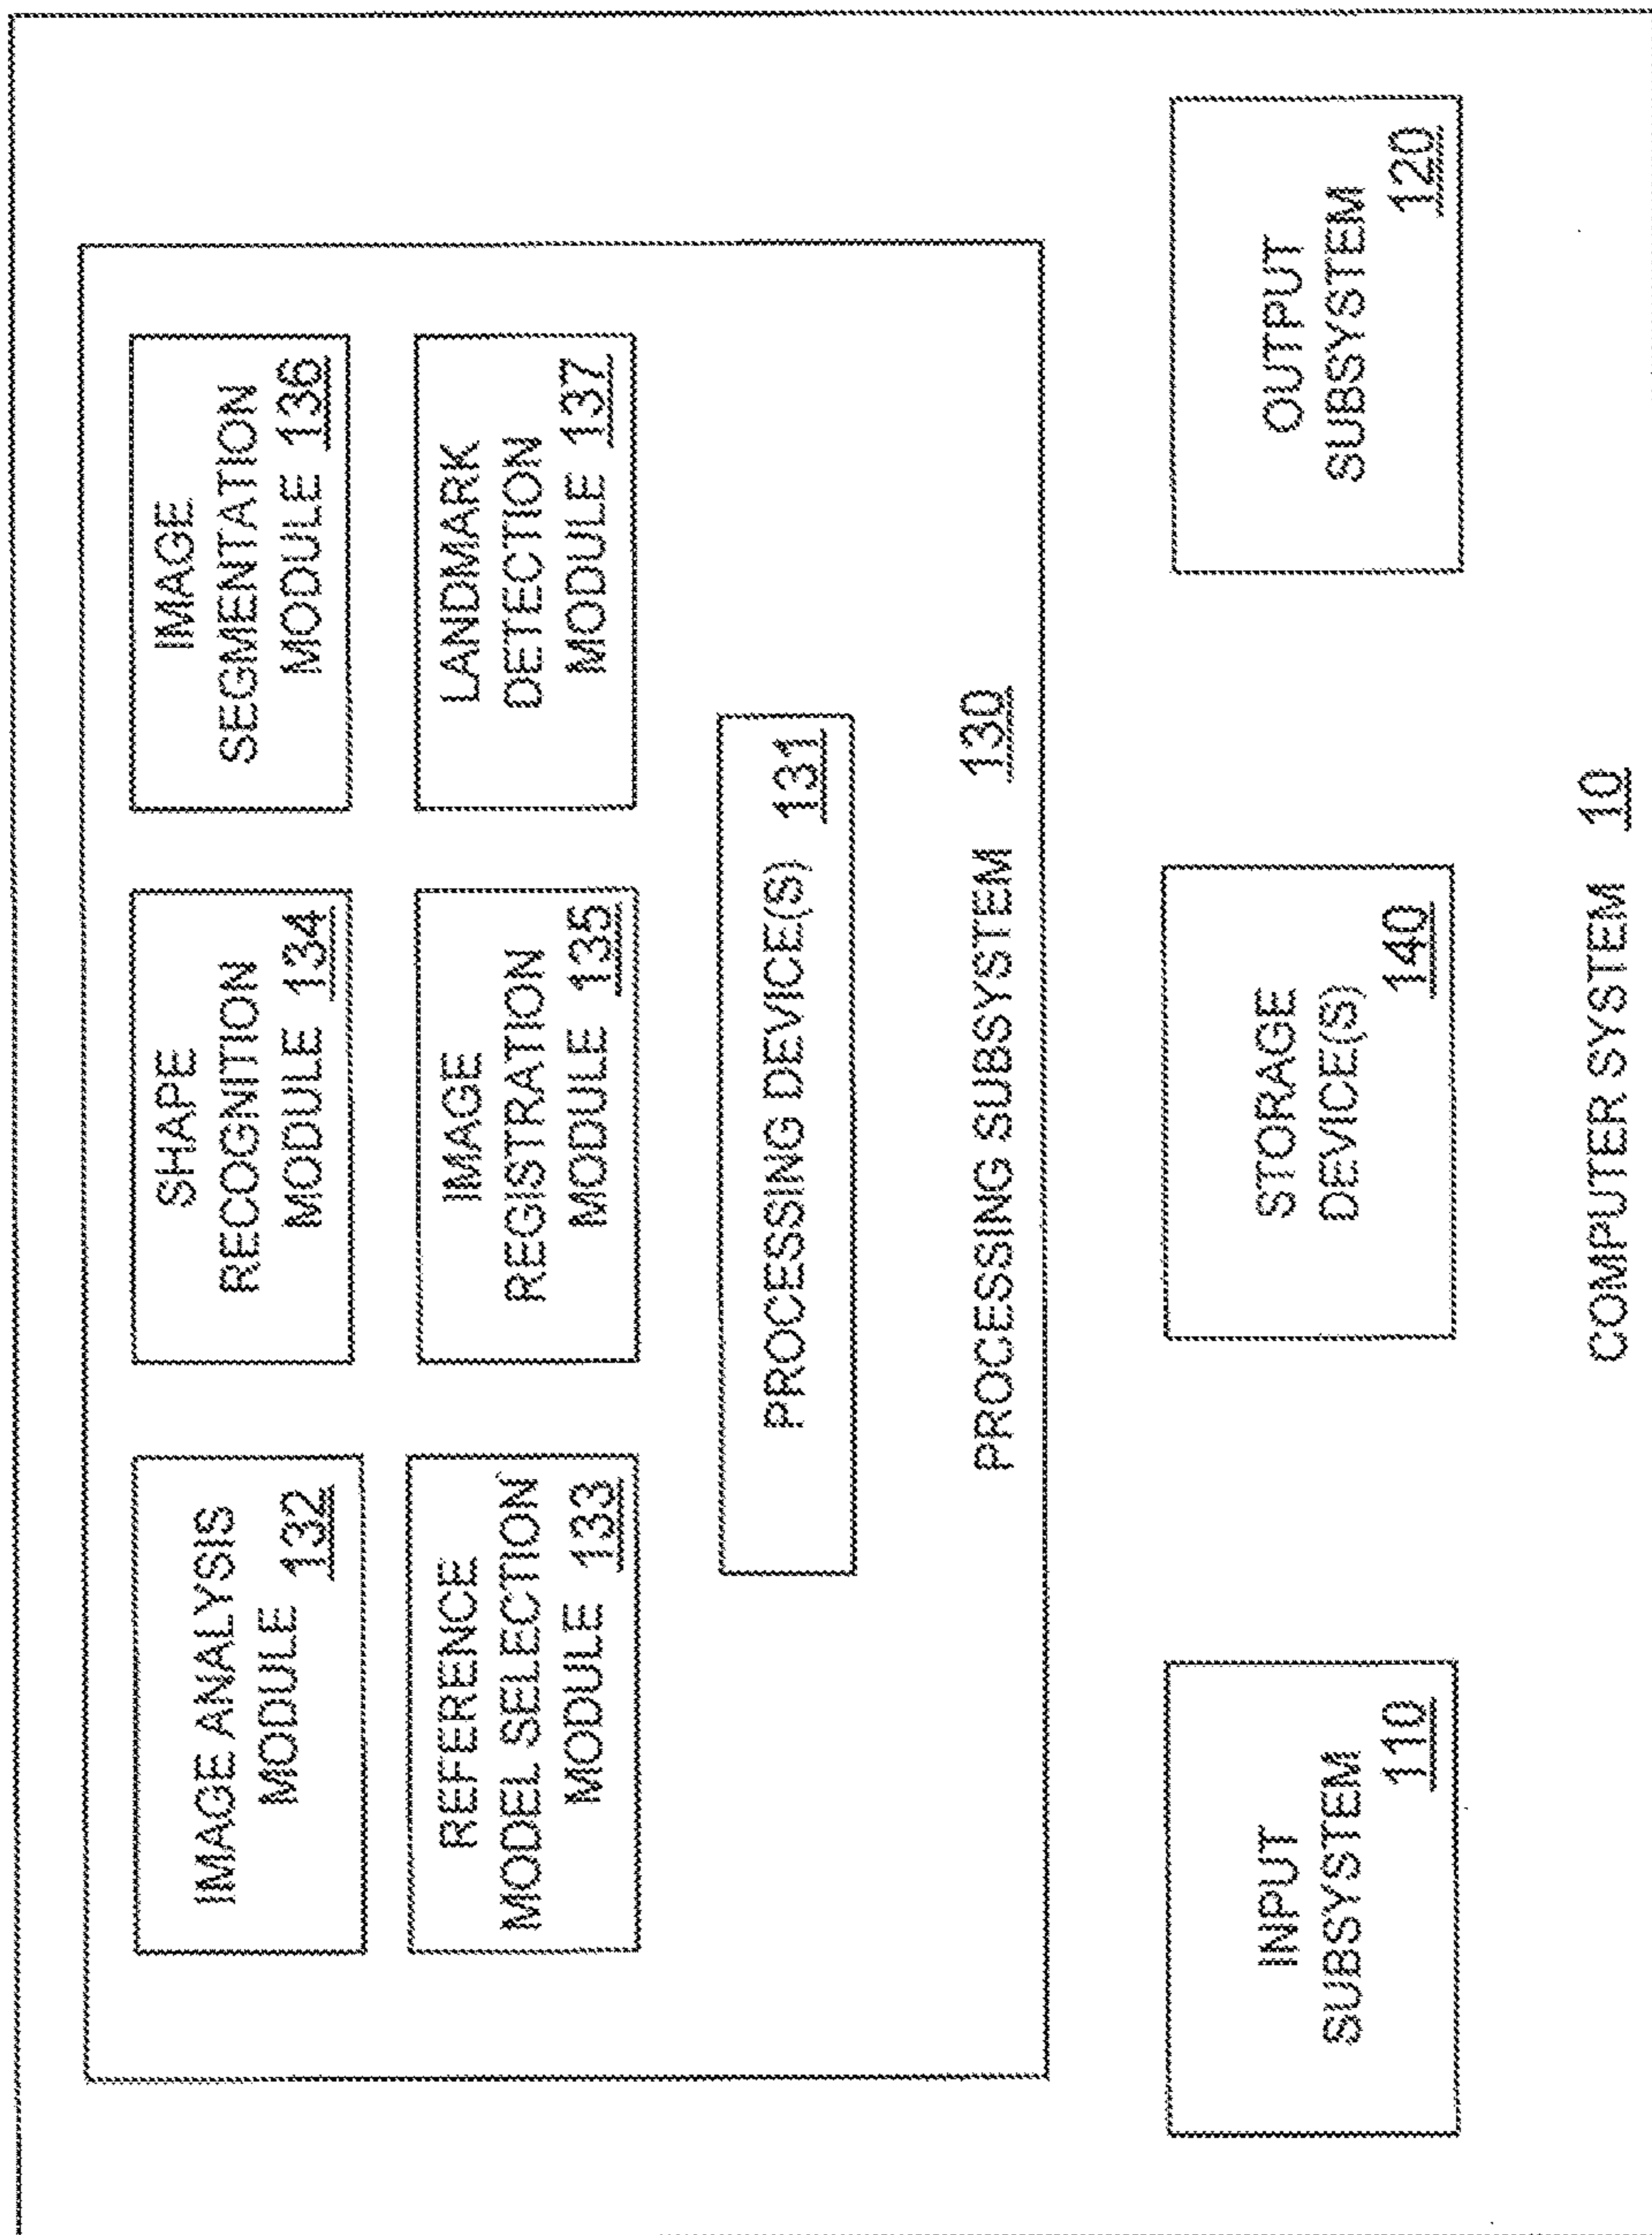 IMAGE ANALYSIS
MODULE 132
SHAPE
RECOGNITION
MODULE 134
IMAGE
SEGMENTATION
MODULE 136
REFERENCE
MODEL SELECTION
MODULE 133
IMAGE
REGISTRATION
MODULE 135
LANDMARK
DETECTION
MODULE 137
PROCESSING DEVICE(S) 131
PROCESSING SUBSYSTEM 130
INPUT
SUBSYSTEM
110
STORAGE
DEVICE(S)
140
OUTPUT
SUBSYSTEM
120
COMPUTER SYSTEM 10